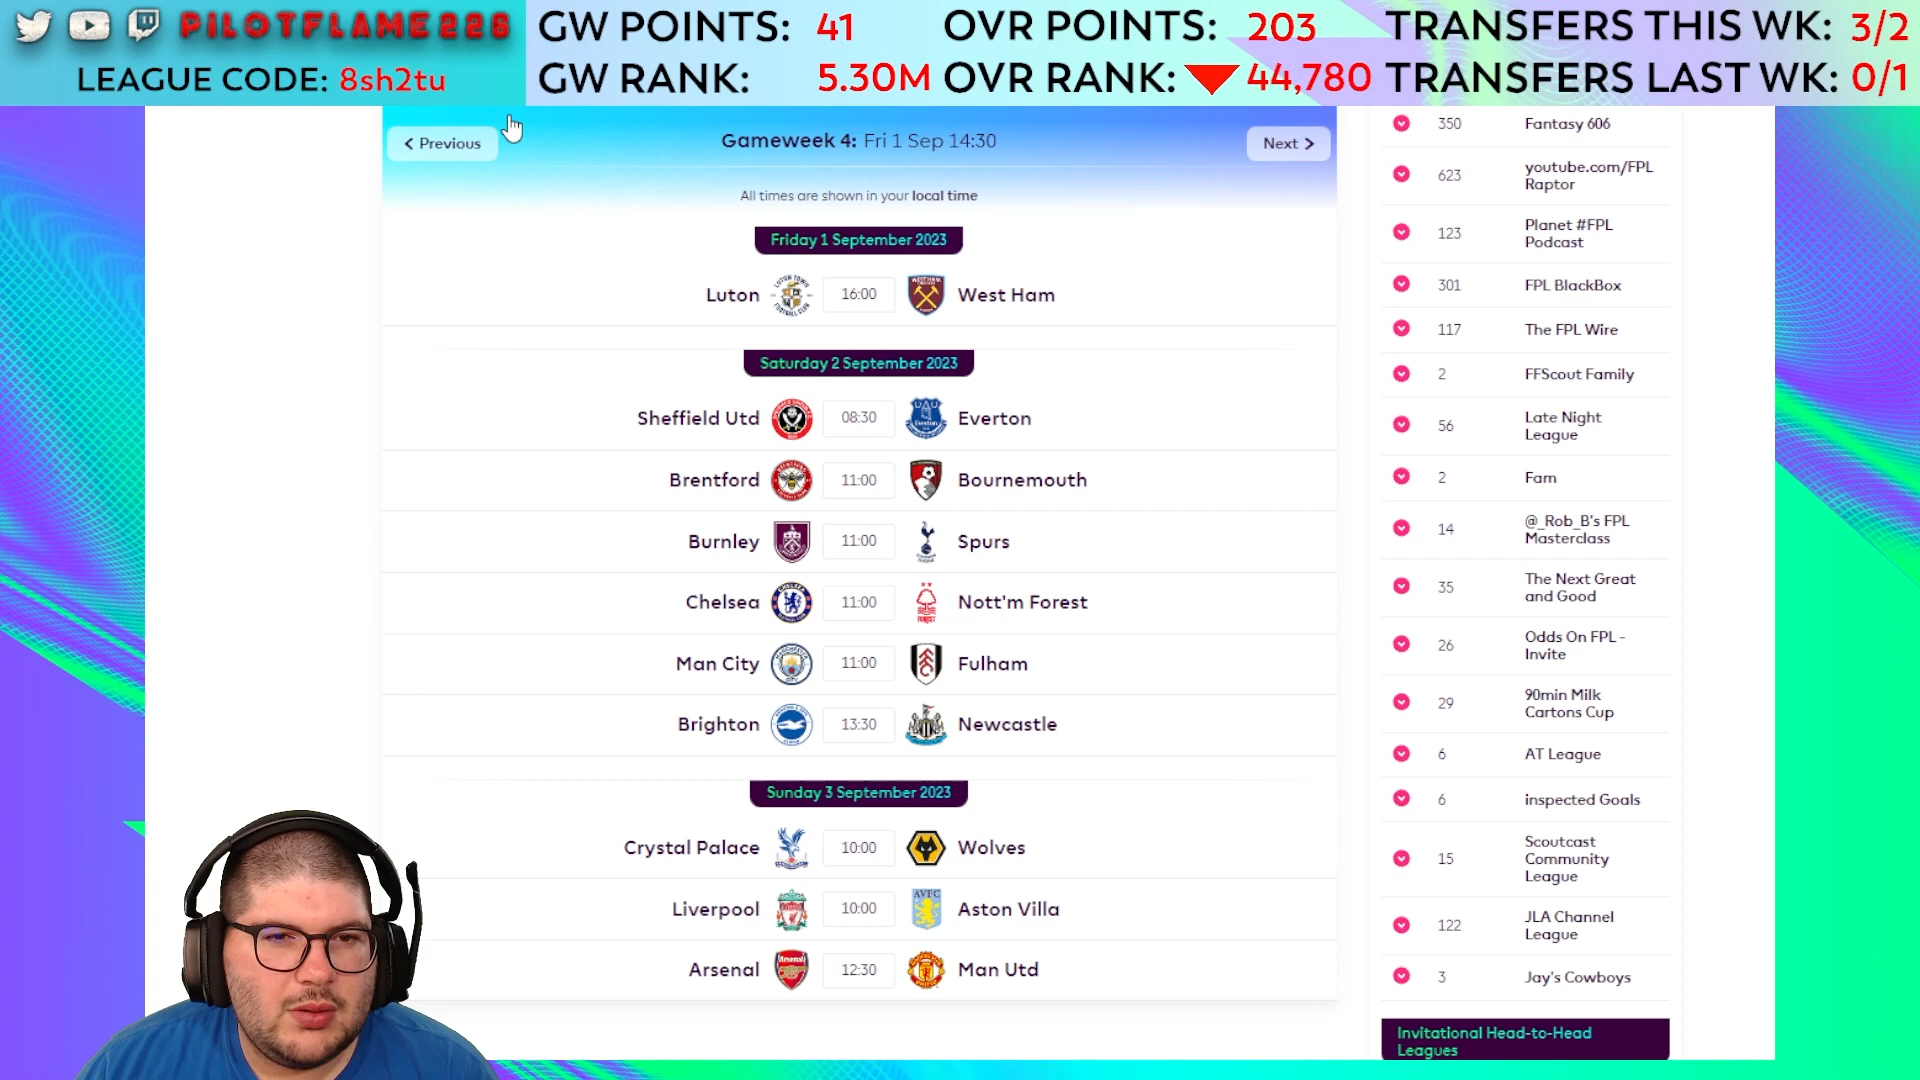 PILOTFLAME226
LEAGUE CODE: 8sh2tu
GW POINTS: 41 OVR POINTS: 203 TRANSFERS THIS WK: 3/2
GW RANK: 5.30M OVR RANK: 44,780 TRANSFERS LAST WK: 0/1
Previous
Gameweek 4: Fri 1 Sep 14:30
Next
All times are shown in your local time
Friday 1 September 2023
Luton 16:00 West Ham
Saturday 2 September 2023
Sheffield Utd 08:30 Everton
Brentford 11:00 Bournemouth
Burnley 11:00 Spurs
Chelsea 11:00 Nott'm Forest
Man City 11:00 Fulham
Brighton 13:30 Newcastle
Sunday 3 September 2023
Crystal Palace 10:00 Wolves
Liverpool 10:00 Aston Villa
Arsenal 12:30 Man Utd
350 Fantasy 606
623 youtube.com/FPL
Raptor
123 Planet #FPL
Podcast
301 FPL BlackBox
117 The FPL Wire
2 FFScout Family
56 Late Night
League
2 Fam
14 @_Rob_B's FPL
Masterclass
35 The Next Great
and Good
26 Odds On FPL -
Invite
29 90min Milk
Cartons Cup
6 AT League
6 inspected Goals
15 Scoutcast
Community
League
122 JLA Channel
League
3 Jay's Cowboys
Invitational Head-to-Head
Leagues